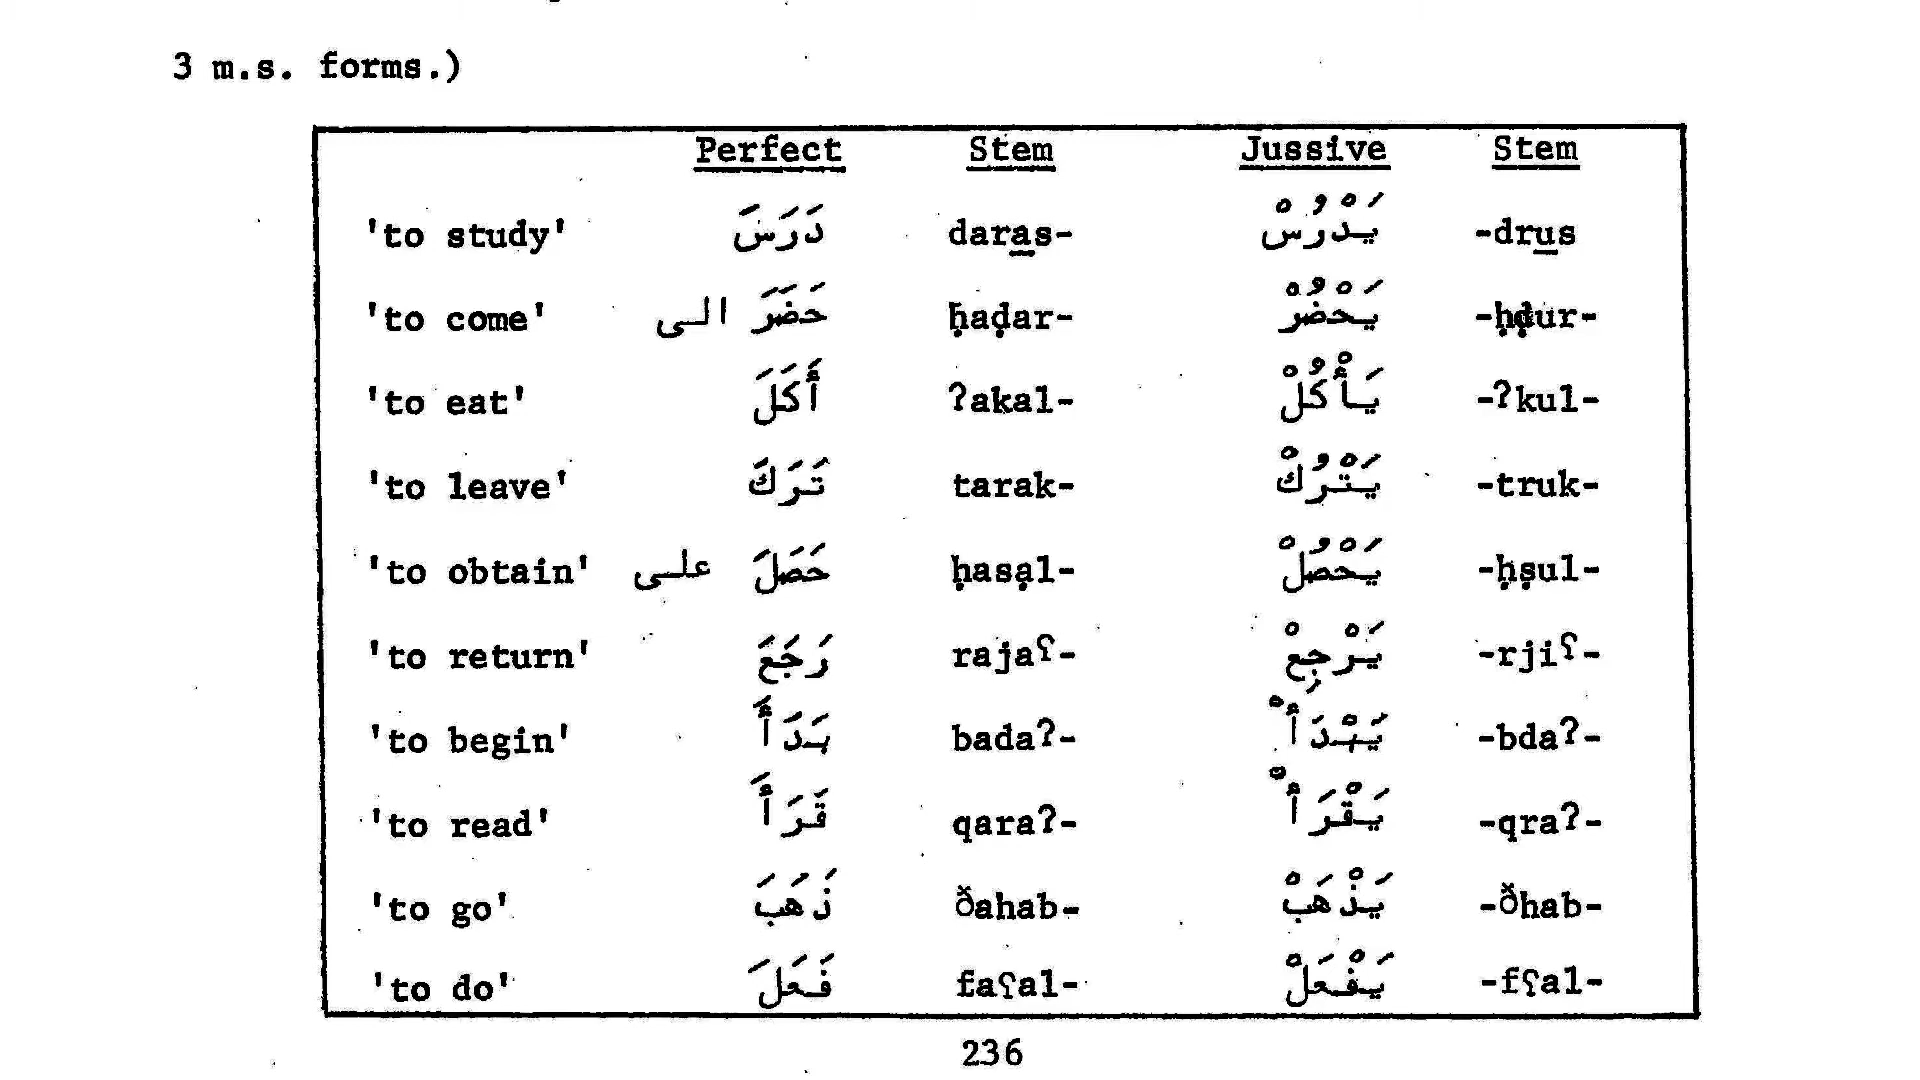 3 m.s. forms.)
Perfect Stem Jussive Stem
'to study' دَرَسَ daras- يَدْرُسْ -drus
'to come' حَضَرَ الى ḥaḍar- يَحْضُرْ -ḥḍur-
'to eat' أَكَلَ ʔakal- يَأْكُلْ -ʔkul-
'to leave' تَرَكَ tarak- يَتْرُكْ -truk-
'to obtain' حَصَلَ على ḥasạl- يَحْصُلْ -ḥṣul-
'to return' رَجَعَ rajaʕ- يَرْجِعْ -rjiʕ-
'to begin' بَدَأَ badaʔ- يَبْدَأْ -bdaʔ-
'to read' قَرَأَ qaraʔ- يَقْرَأْ -qraʔ-
'to go' ذَهَبَ ðahab- يَذْهَبْ -ðhab-
'to do' فَعَلَ faʕal- يَفْعَلْ -fʕal-
236